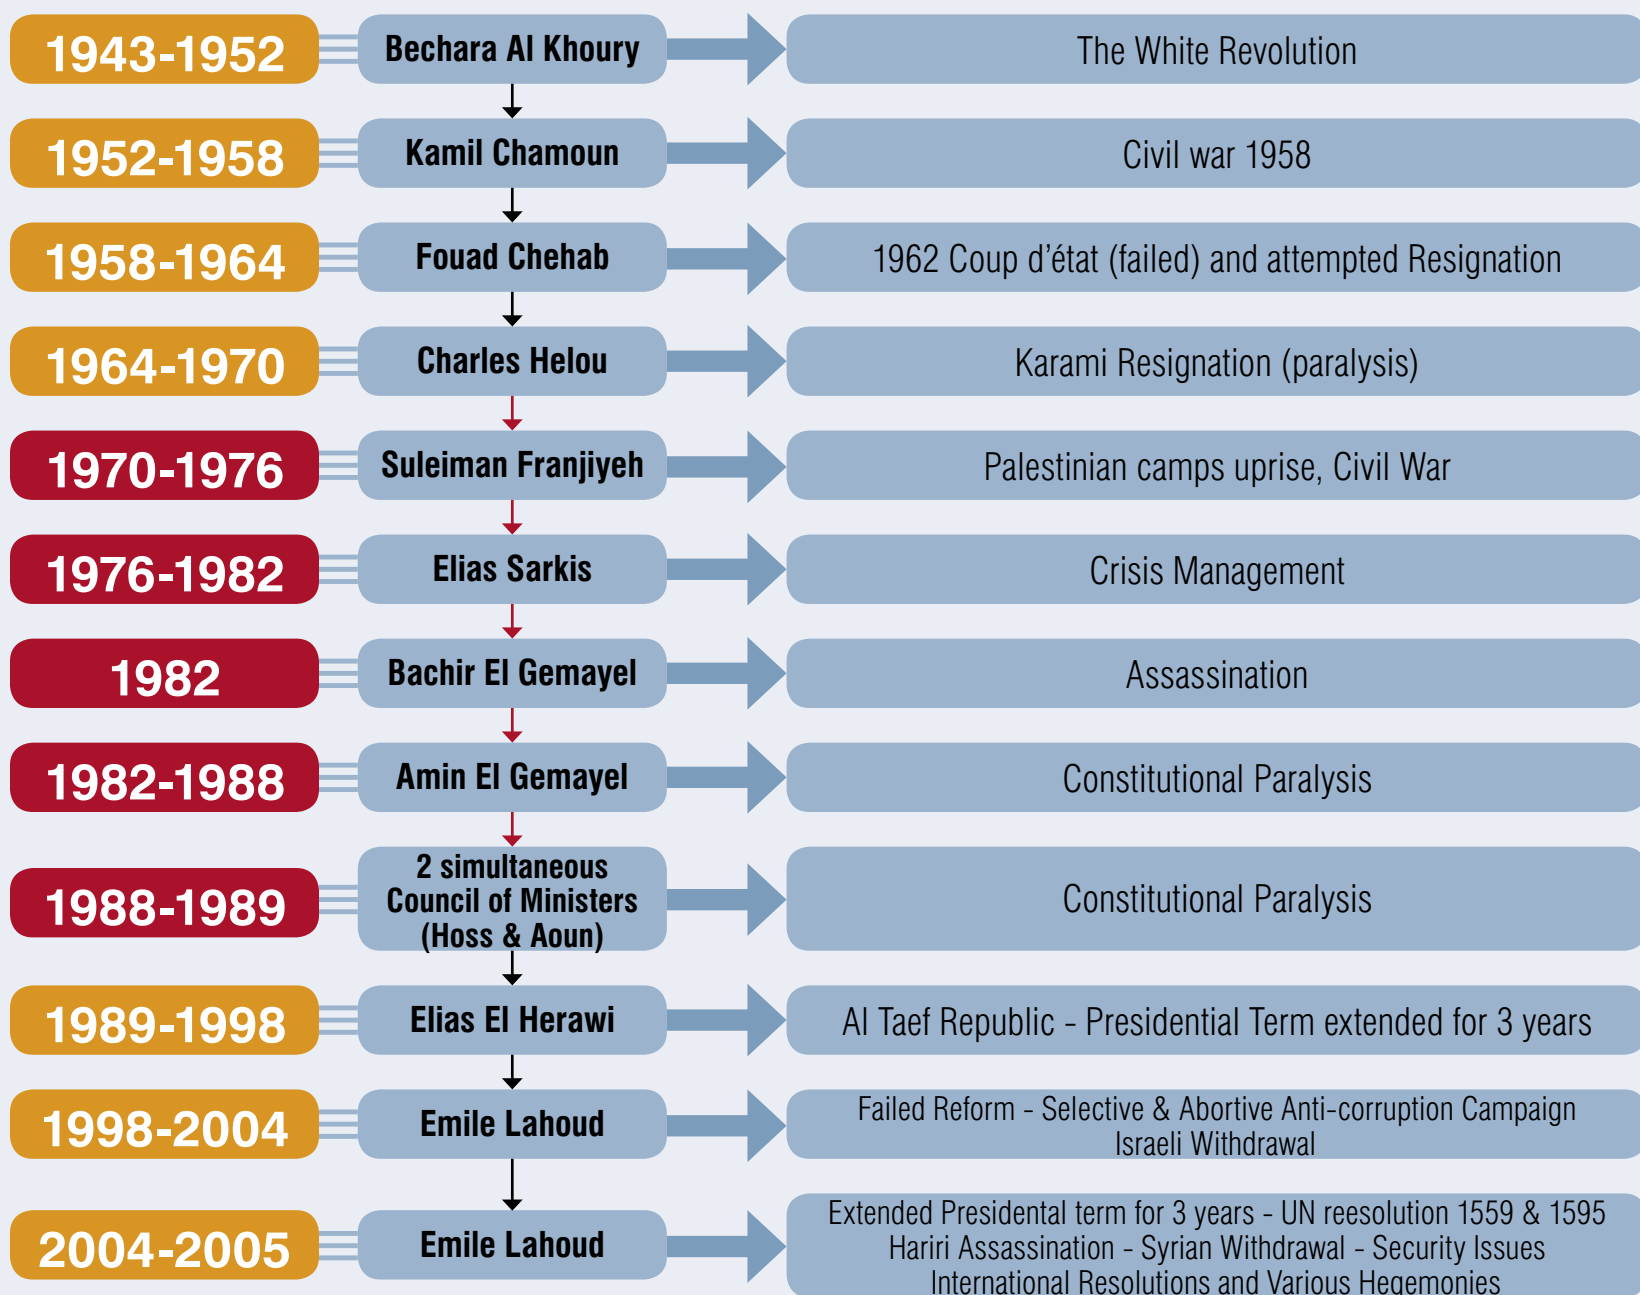 1943-1952
Bechara Al Khoury
The White Revolution
1952-1958
Kamil Chamoun
Civil war 1958
1958-1964
Fouad Chehab
1962 Coup d’état (failed) and attempted Resignation
1964-1970
Charles Helou
Karami Resignation (paralysis)
1970-1976
Suleiman Franjiyeh
Palestinian camps uprise, Civil War
1976-1982
Elias Sarkis
Crisis Management
1982
Bachir El Gemayel
Assassination
1982-1988
Amin El Gemayel
Constitutional Paralysis
1988-1989
2 simultaneous
Council of Ministers
(Hoss & Aoun)
Constitutional Paralysis
1989-1998
Elias El Herawi
Al Taef Republic - Presidential Term extended for 3 years
1998-2004
Emile Lahoud
Failed Reform - Selective & Abortive Anti-corruption Campaign
Israeli Withdrawal
2004-2005
Emile Lahoud
Extended Presidental term for 3 years - UN reesolution 1559 & 1595
Hariri Assassination - Syrian Withdrawal - Security Issues
International Resolutions and Various Hegemonies